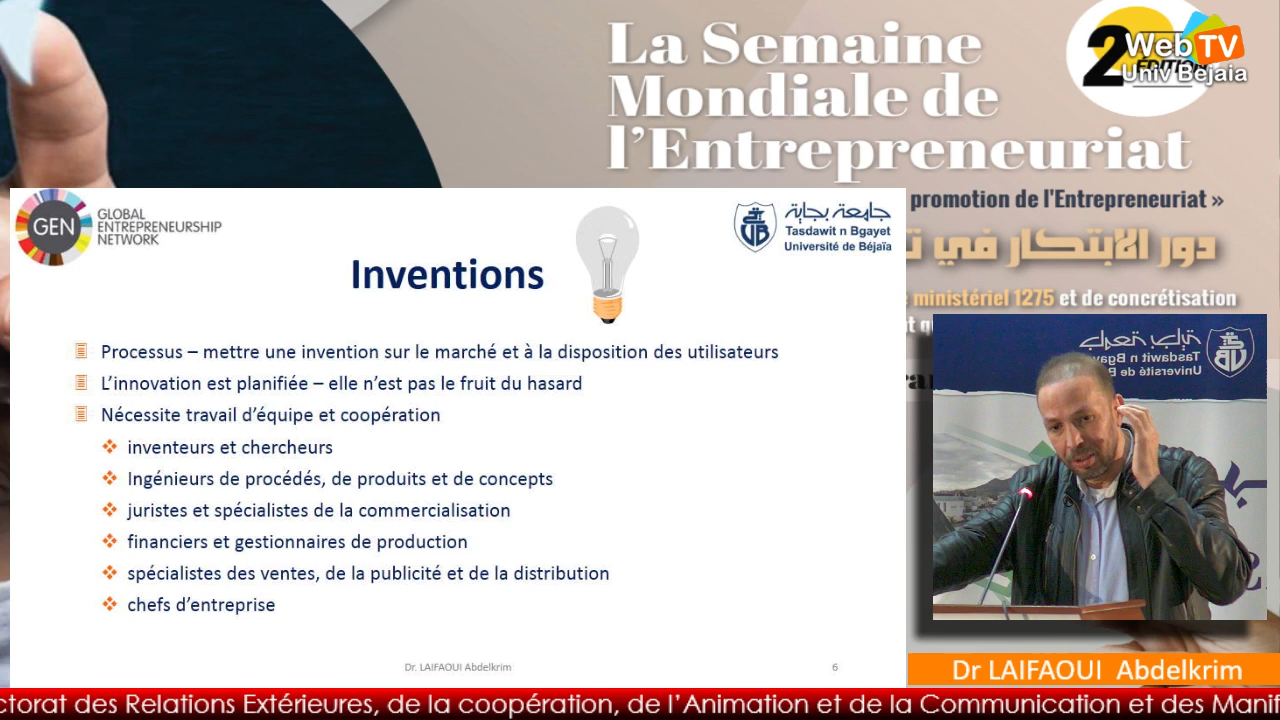 La Semaine
Mondiale de
l'Entrepreneuriat
2
EDITION
Web TV
Univ Bejaia
promotion de l'Entrepreneuriat »
دور الابتكار في
ministériel 1275 et de concrétisation
GEN
GLOBAL
ENTREPRENEURSHIP
NETWORK
جامعة بجاية
Tasdawit n Bgayet
Université de Béjaïa
Inventions
Processus – mettre une invention sur le marché et à la disposition des utilisateurs
L'innovation est planifiée – elle n'est pas le fruit du hasard
Nécessite travail d'équipe et coopération
inventeurs et chercheurs
Ingénieurs de procédés, de produits et de concepts
juristes et spécialistes de la commercialisation
financiers et gestionnaires de production
spécialistes des ventes, de la publicité et de la distribution
chefs d'entreprise
Dr. LAIFAOUI Abdelkrim
6
Tasdawit n Bgay
Université de B
Dr LAIFAOUI Abdelkrim
ctorat des Relations Extérieures, de la coopération, de l'Animation et de la Communication et des Manif